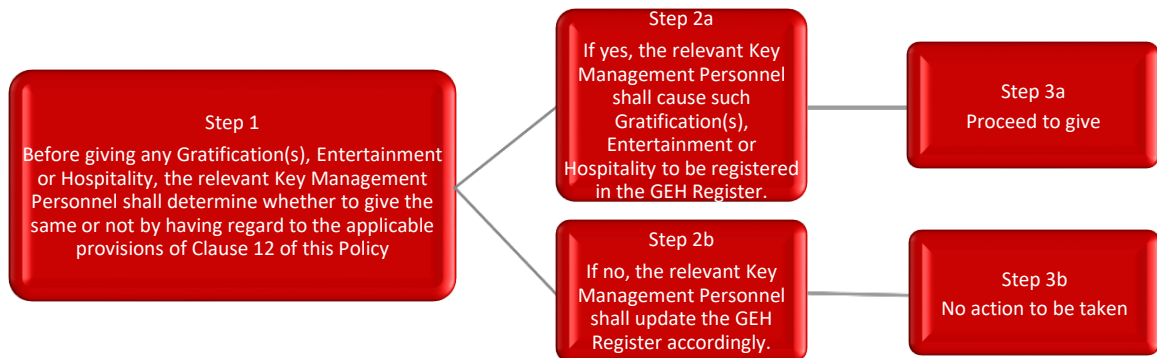 Step 1
Before giving any Gratification(s), Entertainment
or Hospitality, the relevant Key Management
Personnel shall determine whether to give the
same or not by having regard to the applicable
provisions of Clause 12 of this Policy
Step 2a
If yes, the relevant Key
Management Personnel
shall cause such
Gratification(s),
Entertainment or
Hospitality to be registered
in the GEH Register.
Step 3a
Proceed to give
Step 2b
If no, the relevant Key
Management Personnel
shall update the GEH
Register accordingly.
Step 3b
No action to be taken